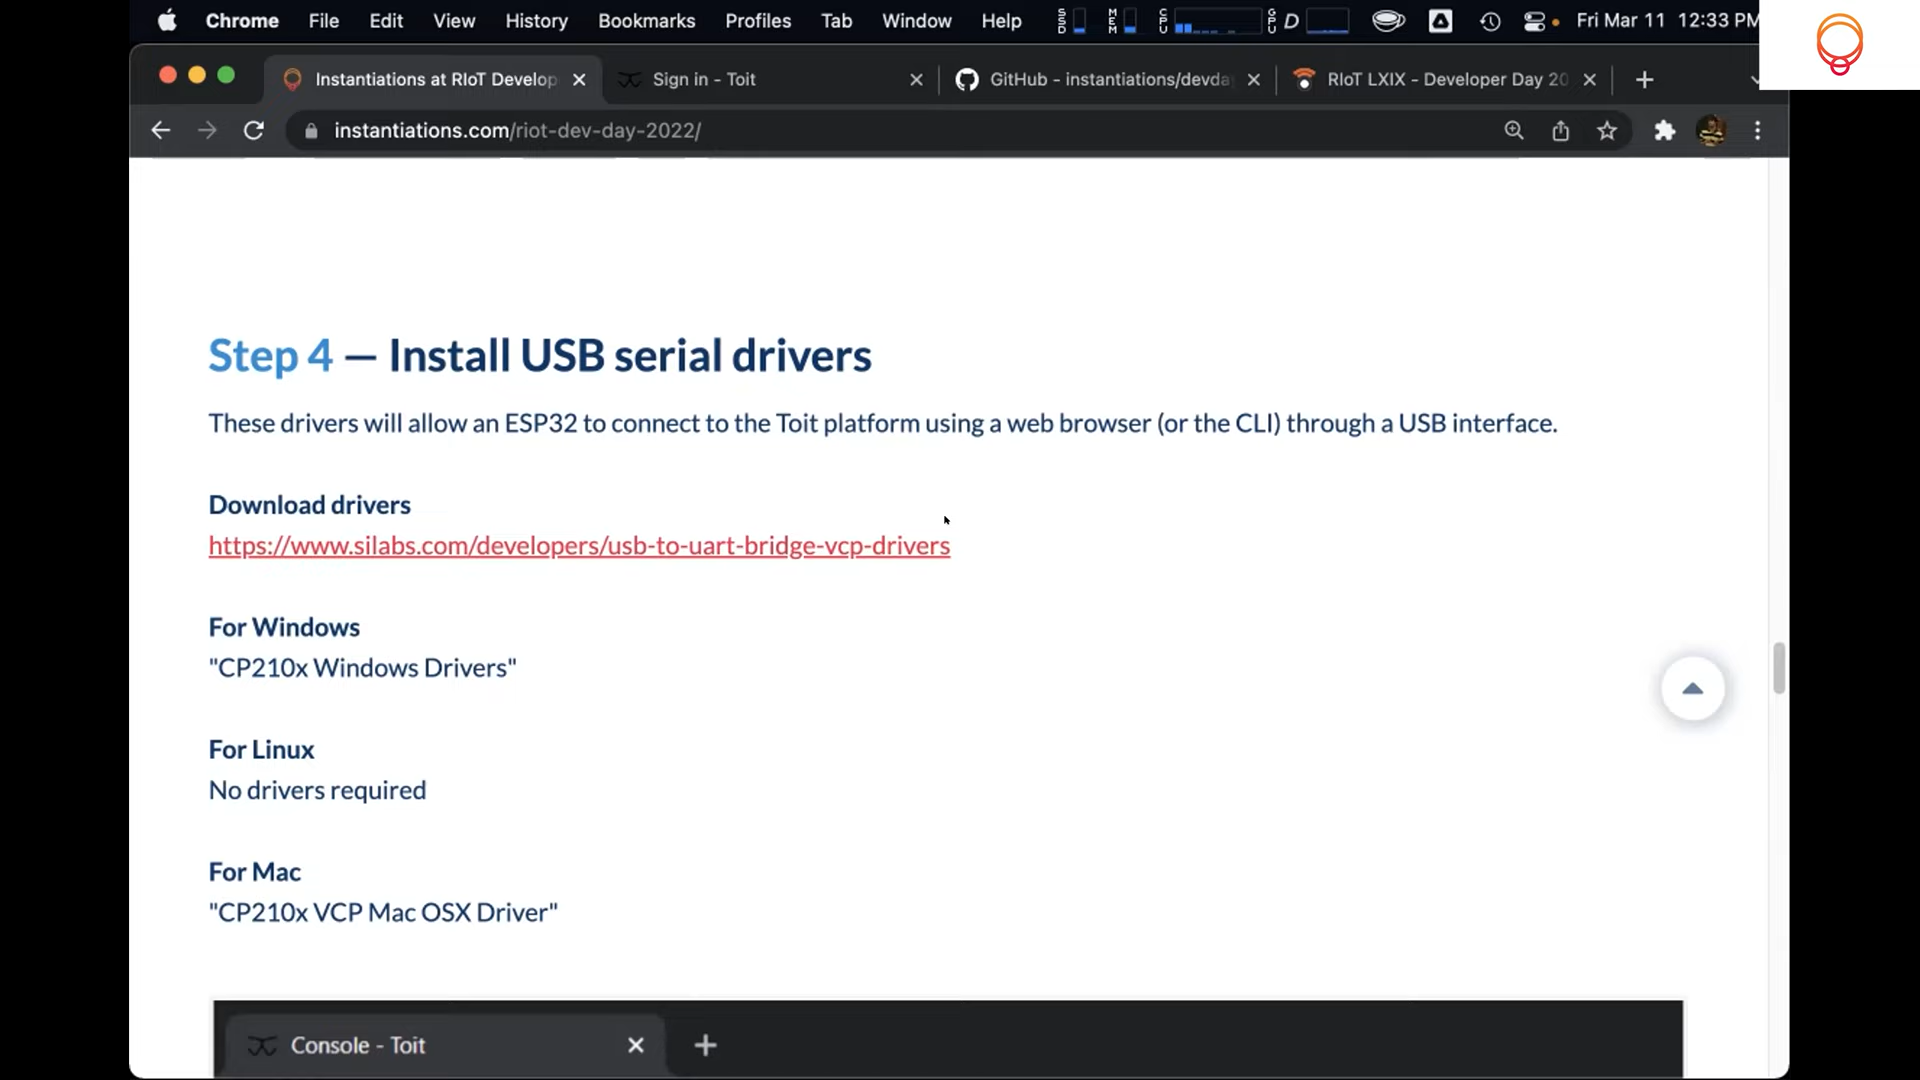 Chrome File Edit View History Bookmarks Profiles Tab Window Help SSD MEM CPU GPU D Fri Mar 11 12:33 PM
Instantiations at RIoT Develop Sign in - Toit GitHub - instantiations/devda RIoT LXIX - Developer Day 20
instantiations.com/riot-dev-day-2022/
Step 4 — Install USB serial drivers
These drivers will allow an ESP32 to connect to the Toit platform using a web browser (or the CLI) through a USB interface.
Download drivers
https://www.silabs.com/developers/usb-to-uart-bridge-vcp-drivers
For Windows
"CP210x Windows Drivers"
For Linux
No drivers required
For Mac
"CP210x VCP Mac OSX Driver"
Console - Toit